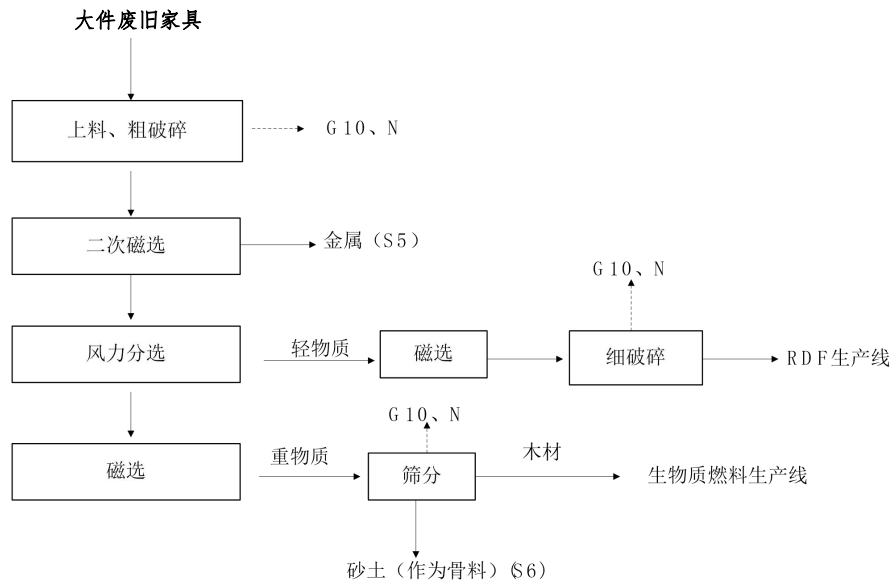 大件废旧家具
上料、粗破碎
G10、N
二次磁选
金属（S5）
G10、N
风力分选
轻物质
磁选
细破碎
RDF生产线
G10、N
磁选
重物质
筛分
木材
生物质燃料生产线
砂土（作为骨料）(S6）